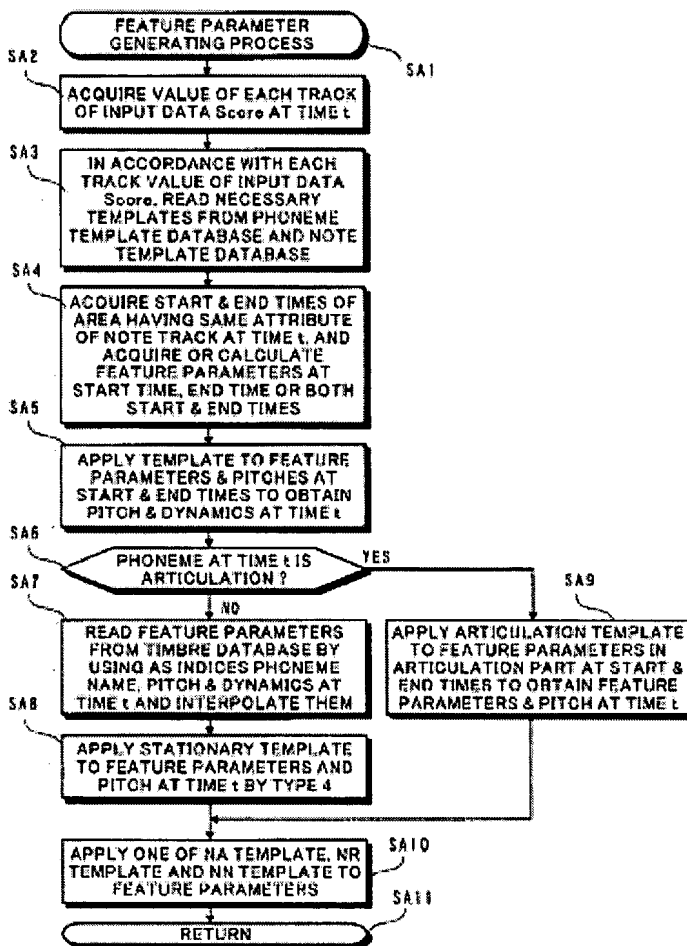 FEATURE PARAMETER
GENERATING PROCESS
SA1
SA2
ACQUIRE VALUE OF EACH TRACK
OF INPUT DATA Score AT TIME t
SA3
IN ACCORDANCE WITH EACH
TRACK VALUE OF INPUT DATA
Score, READ NECESSARY
TEMPLATES FROM PHONEME
TEMPLATE DATABASE AND NOTE
TEMPLATE DATABASE
SA4
ACQUIRE START & END TIMES OF
AREA HAVING SAME ATTRIBUTE
OF NOTE TRACK AT TIME t, AND
ACQUIRE OR CALCULATE
FEATURE PARAMETERS AT
START TIME, END TIME OR BOTH
START & END TIMES
SA5
APPLY TEMPLATE TO FEATURE
PARAMETERS & PITCHES AT
START & END TIMES TO OBTAIN
PITCH & DYNAMICS AT TIME t
SA6
PHONEME AT TIME t IS
ARTICULATION ?
YES
NO
SA7
READ FEATURE PARAMETERS
FROM TIMBRE DATABASE BY
USING AS INDICES PHONEME
NAME, PITCH & DYNAMICS AT
TIME t AND INTERPOLATE THEM
SA9
APPLY ARTICULATION TEMPLATE
TO FEATURE PARAMETERS IN
ARTICULATION PART AT START &
END TIMES TO OBTAIN FEATURE
PARAMETERS & PITCH AT TIME t
SA8
APPLY STATIONARY TEMPLATE
TO FEATURE PARAMETERS AND
PITCH AT TIME t BY TYPE 4
APPLY ONE OF NA TEMPLATE, NR
TEMPLATE AND NN TEMPLATE TO
FEATURE PARAMETERS
SA10
RETURN
SA11